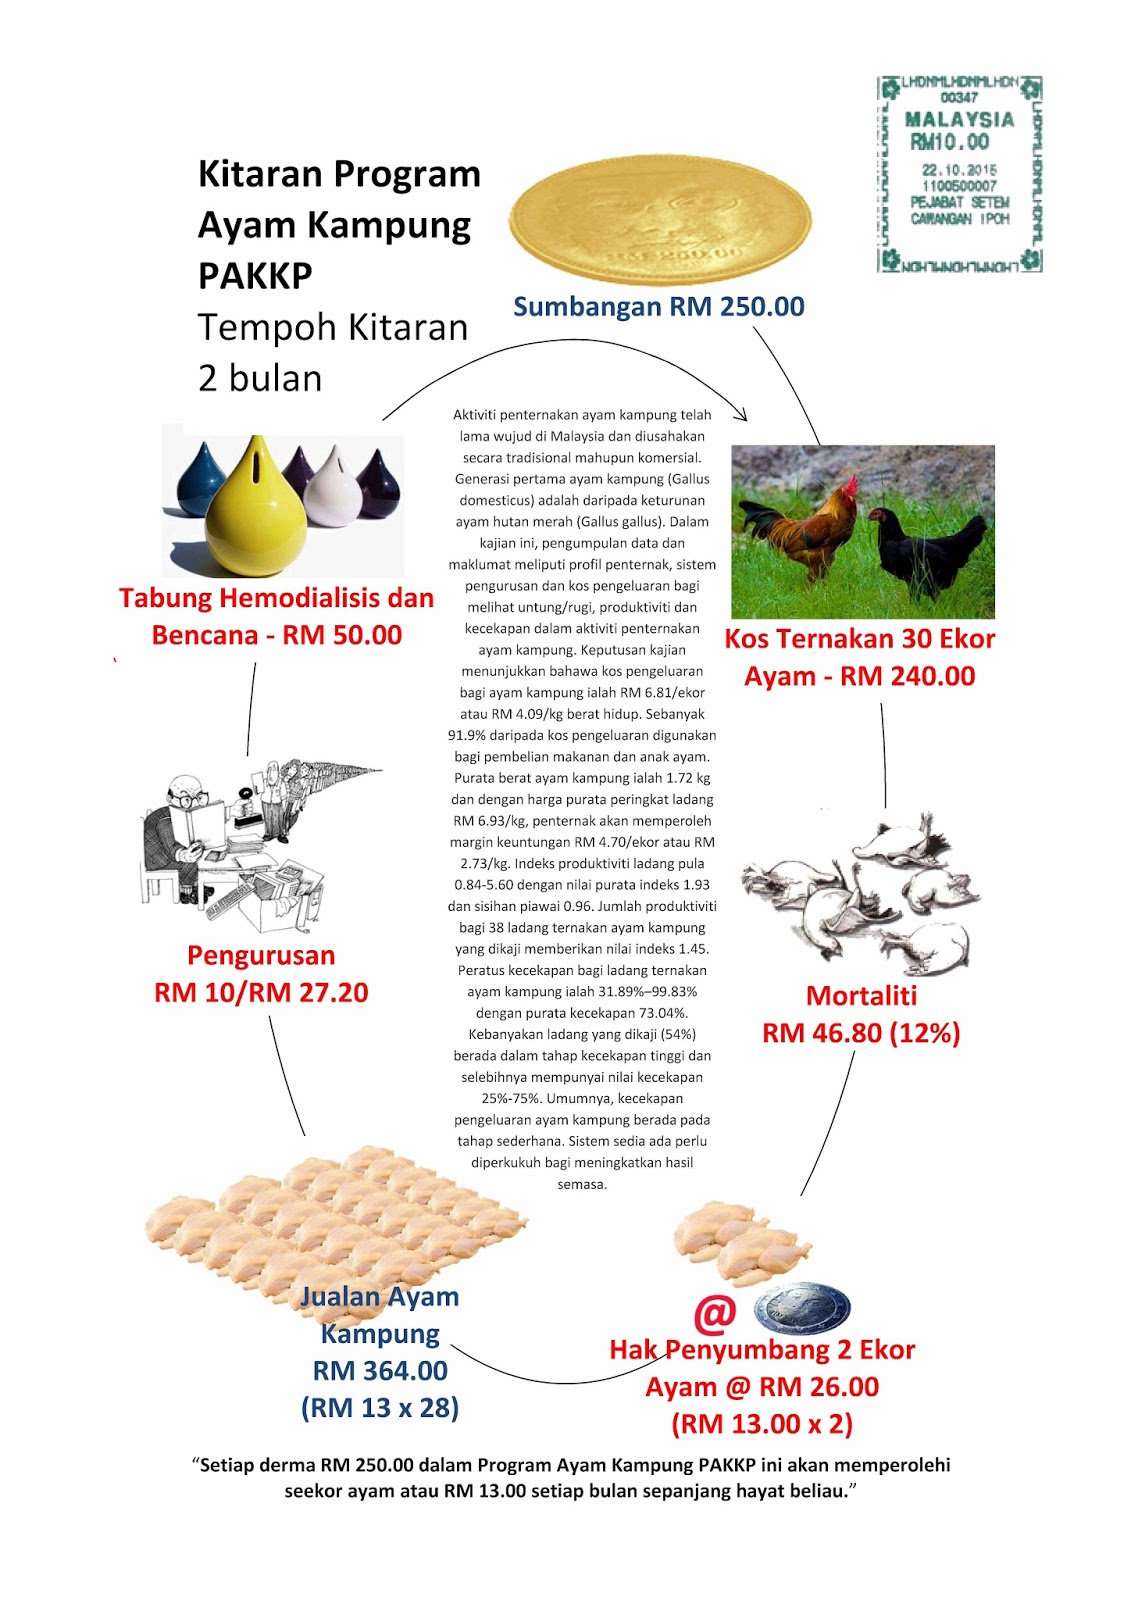 LHDNMLHDNMLHDN
00347
MALAYSIA
RM10.00
22.10.2015
1100500007
PEJABAT SETEM
CAWANGAN IPOH
Kitaran Program
Ayam Kampung
PAKKP
Tempoh Kitaran
2 bulan
Sumbangan RM 250.00
Aktiviti penternakan ayam kampung telah
lama wujud di Malaysia dan diusahakan
secara tradisional mahupun komersial.
Generasi pertama ayam kampung (Gallus
domesticus) adalah daripada keturunan
ayam hutan merah (Gallus gallus). Dalam
kajian ini, pengumpulan data dan
maklumat meliputi profil penternak, sistem
pengurusan dan kos pengeluaran bagi
melihat untung/rugi, produktiviti dan
kecekapan dalam aktiviti penternakan
ayam kampung. Keputusan kajian
menunjukkan bahawa kos pengeluaran
bagi ayam kampung ialah RM 6.81/ekor
atau RM 4.09/kg berat hidup. Sebanyak
91.9% daripada kos pengeluaran digunakan
bagi pembelian makanan dan anak ayam.
Purata berat ayam kampung ialah 1.72 kg
dan dengan harga purata peringkat ladang
RM 6.93/kg, penternak akan memperoleh
margin keuntungan RM 4.70/ekor atau RM
2.73/kg. Indeks produktiviti ladang pula
0.84-5.60 dengan nilai purata indeks 1.93
dan sisihan piawai 0.96. Jumlah produktiviti
bagi 38 ladang ternakan ayam kampung
yang dikaji memberikan nilai indeks 1.45.
Peratus kecekapan bagi ladang ternakan
ayam kampung ialah 31.89%–99.83%
dengan purata kecekapan 73.04%.
Kebanyakan ladang yang dikaji (54%)
berada dalam tahap kecekapan tinggi dan
selebihnya mempunyai nilai kecekapan
25%-75%. Umumnya, kecekapan
pengeluaran ayam kampung berada pada
tahap sederhana. Sistem sedia ada perlu
diperkukuh bagi meningkatkan hasil
semasa.
Kos Ternakan 30 Ekor
Ayam - RM 240.00
Mortaliti
RM 46.80 (12%)
@
Hak Penyumbang 2 Ekor
Ayam @ RM 26.00
(RM 13.00 x 2)
Jualan Ayam
Kampung
RM 364.00
(RM 13 x 28)
Pengurusan
RM 10/RM 27.20
Tabung Hemodialisis dan
Bencana - RM 50.00
“Setiap derma RM 250.00 dalam Program Ayam Kampung PAKKP ini akan memperolehi
seekor ayam atau RM 13.00 setiap bulan sepanjang hayat beliau.”